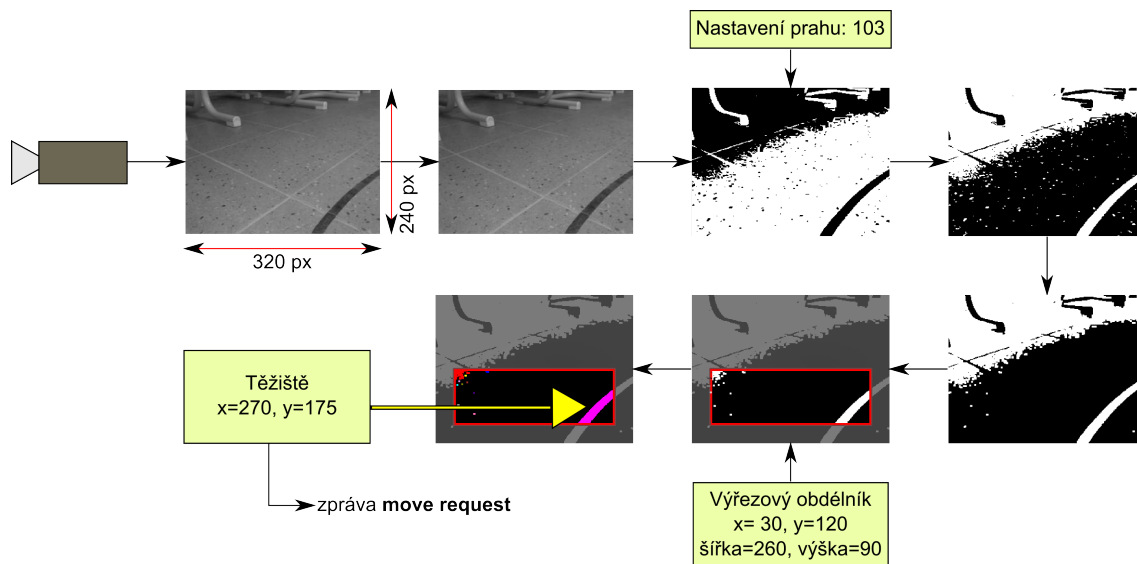 Nastavení prahu: 103
240 px
320 px
Těžiště
x=270, y=175
zpráva move request
Výřezový obdélník
x= 30, y=120
šířka=260, výška=90